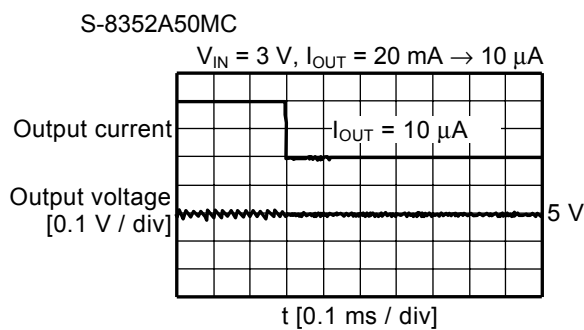 S-8352A50MC
V_IN = 3 V, I_OUT = 20 mA → 10 μA
Output current
I_OUT = 10 μA
Output voltage
[0.1 V / div]
5 V
t [0.1 ms / div]